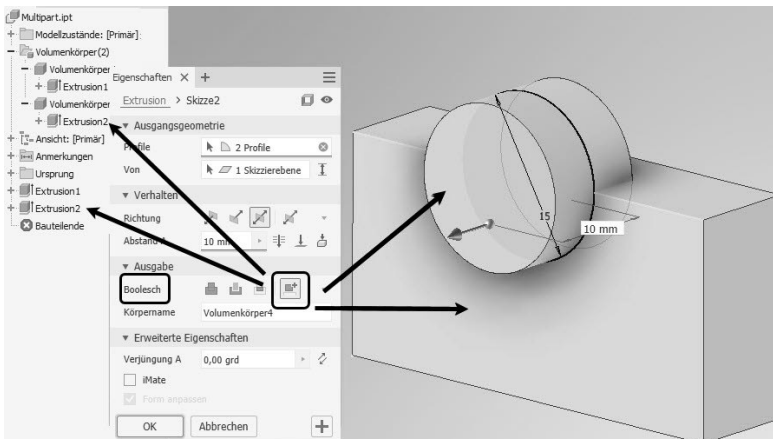 Multipart.ipt
Modellzustände: [Primär]
Volumenkörper(2)
Volumenkörper
Extrusion1
Volumenkörper
Extrusion2
Ansicht: [Primär]
Anmerkungen
Ursprung
Extrusion1
Extrusion2
Bauteilende
Eigenschaften × +
Extrusion > Skizze2
Ausgangsgeometrie
Profile 2 Profile
Von 1 Skizzierebene
Verhalten
Richtung
Abstand 10 mm
Ausgabe
Boolesch
Körpername Volumenkörper4
Erweiterte Eigenschaften
Verjüngung A 0,00 grd
iMate
Form anpassen
OK Abbrechen +
15
10 mm